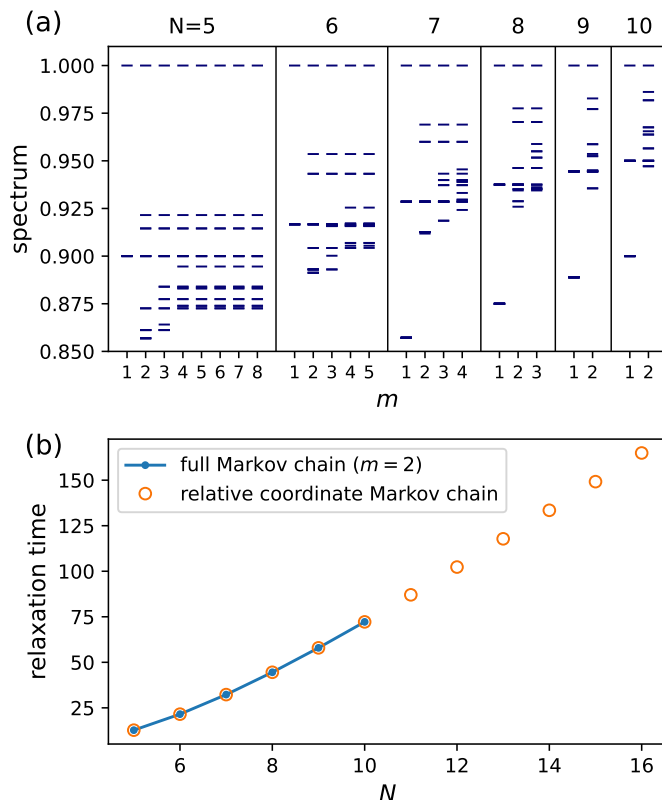 (a) N=5 6 7 8 9 10
1.000
0.975
0.950
0.925
0.900
0.875
0.850
spectrum
1 2 3 4 5 6 7 8 1 2 3 4 5 1 2 3 4 1 2 3 1 2 1 2
m
(b)
full Markov chain (m = 2)
relative coordinate Markov chain
150
125
100
75
50
25
relaxation time
6 8 10 12 14 16
N